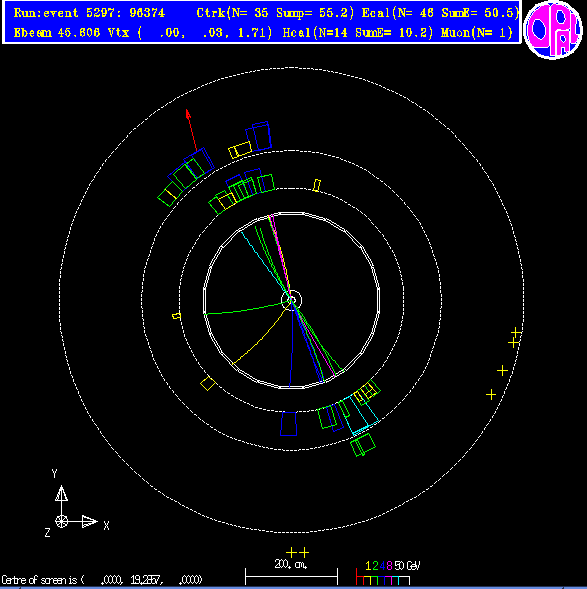 Run:event 5297: 96374 Ctrk(N= 35 Sump= 55.2) Ecal(N= 46 SumE= 50.5)
Ebeam 45.606 Vtx ( .00, .03, 1.71) Hcal(N=14 SumE= 10.2) Muon(N= 1)
OPAL
Y
X
Z
200. cm.
1 2 4 8 50 GeV
Centre of screen is ( .0000, 19.2957, .0000)